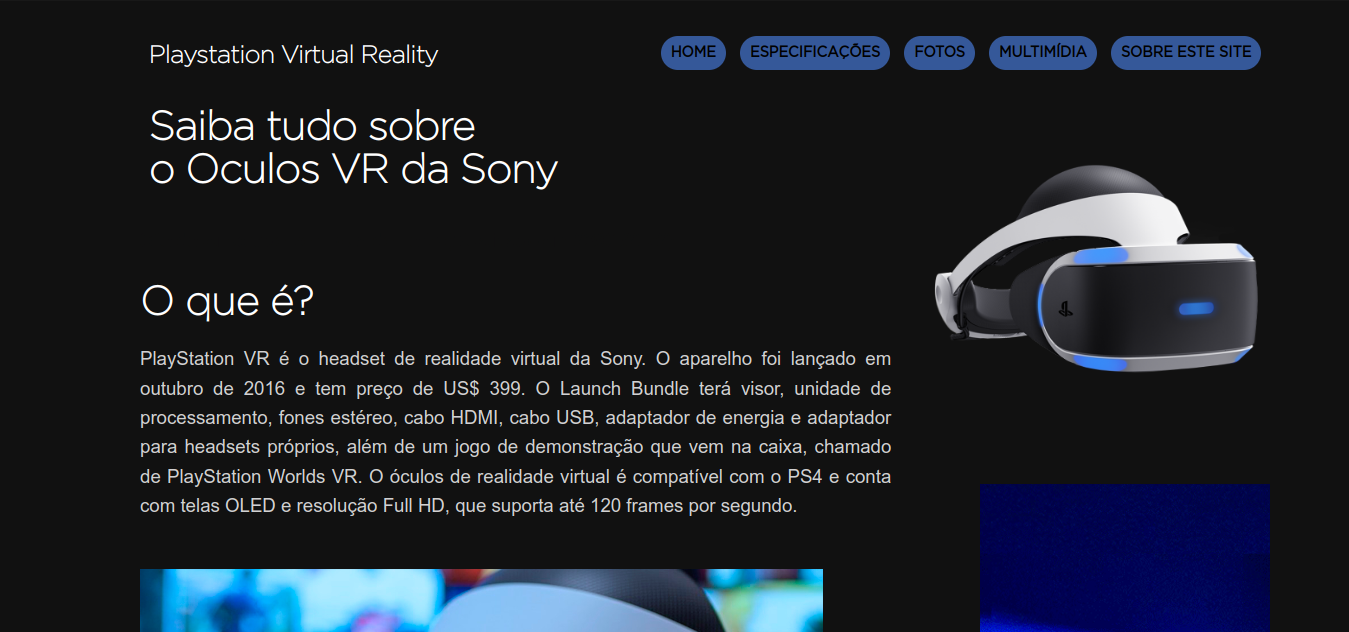 Playstation Virtual Reality
HOME
ESPECIFICAÇÕES
FOTOS
MULTIMÍDIA
SOBRE ESTE SITE
Saiba tudo sobre
o Oculos VR da Sony
O que é?
PlayStation VR é o headset de realidade virtual da Sony. O aparelho foi lançado em
outubro de 2016 e tem preço de US$ 399. O Launch Bundle terá visor, unidade de
processamento, fones estéreo, cabo HDMI, cabo USB, adaptador de energia e adaptador
para headsets próprios, além de um jogo de demonstração que vem na caixa, chamado
de PlayStation Worlds VR. O óculos de realidade virtual é compatível com o PS4 e conta
com telas OLED e resolução Full HD, que suporta até 120 frames por segundo.